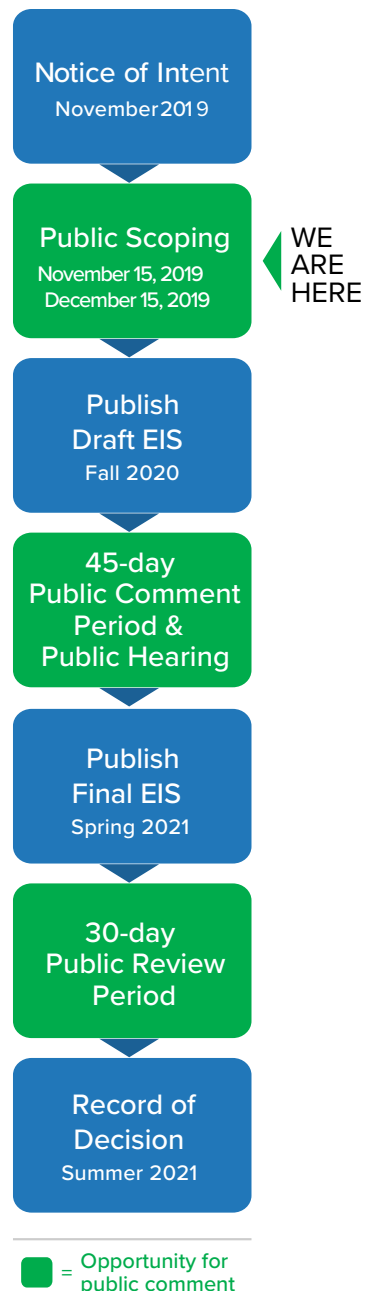 Notice of Intent
November 2019
Public Scoping
November 15, 2019
December 15, 2019
WE
ARE
HERE
Publish
Draft EIS
Fall 2020
45-day
Public Comment
Period &
Public Hearing
Publish
Final EIS
Spring 2021
30-day
Public Review
Period
Record of
Decision
Summer 2021
= Opportunity for
public comment